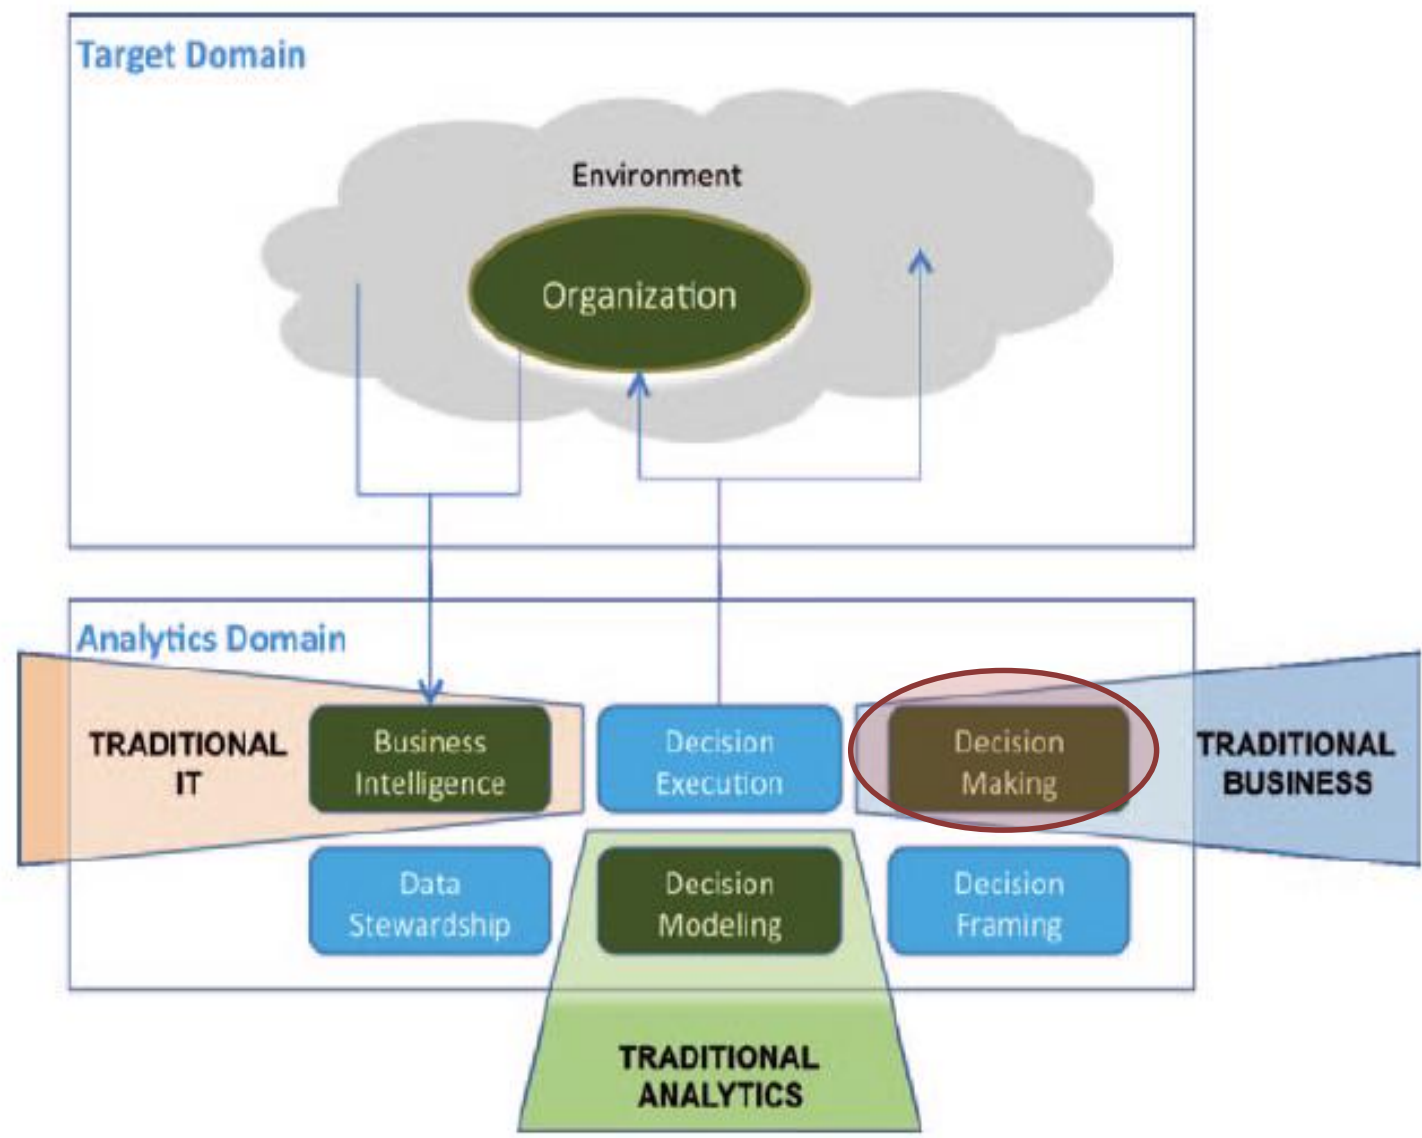 Target Domain
Environment
Organization
Analytics Domain
TRADITIONAL
IT
Business
Intelligence
Decision
Execution
Decision
Making
TRADITIONAL
BUSINESS
Data
Stewardship
Decision
Modeling
Decision
Framing
TRADITIONAL
ANALYTICS